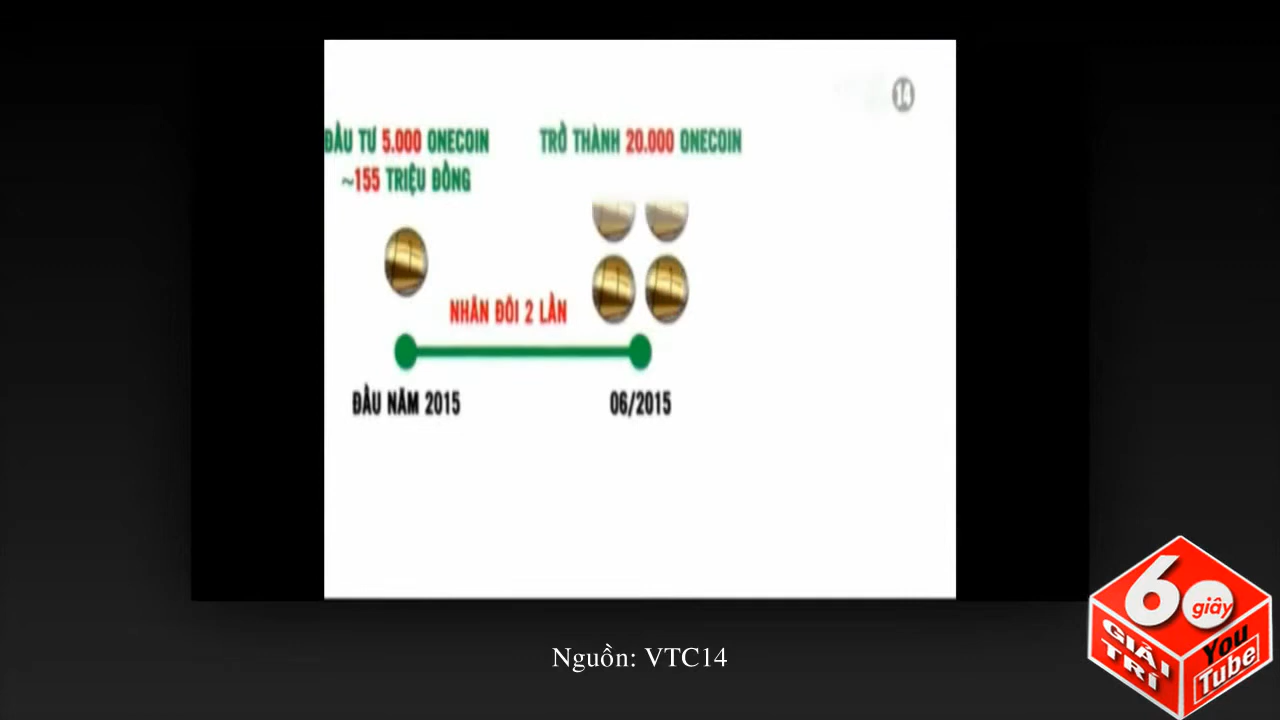 14
ĐẦU TƯ 5.000 ONECOIN
~155 TRIỆU ĐỒNG
TRỞ THÀNH 20.000 ONECOIN
NHÂN ĐÔI 2 LẦN
ĐẦU NĂM 2015
06/2015
Nguồn: VTC14
60 giây
GIẢI TRÍ
YouTube